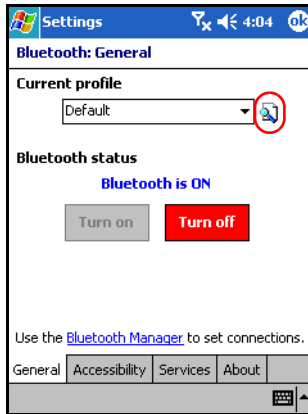 Settings 4:04 ok
Bluetooth: General
Current profile
Default
Bluetooth status
Bluetooth is ON
Turn on Turn off
Use the Bluetooth Manager to set connections.
General Accessibility Services About